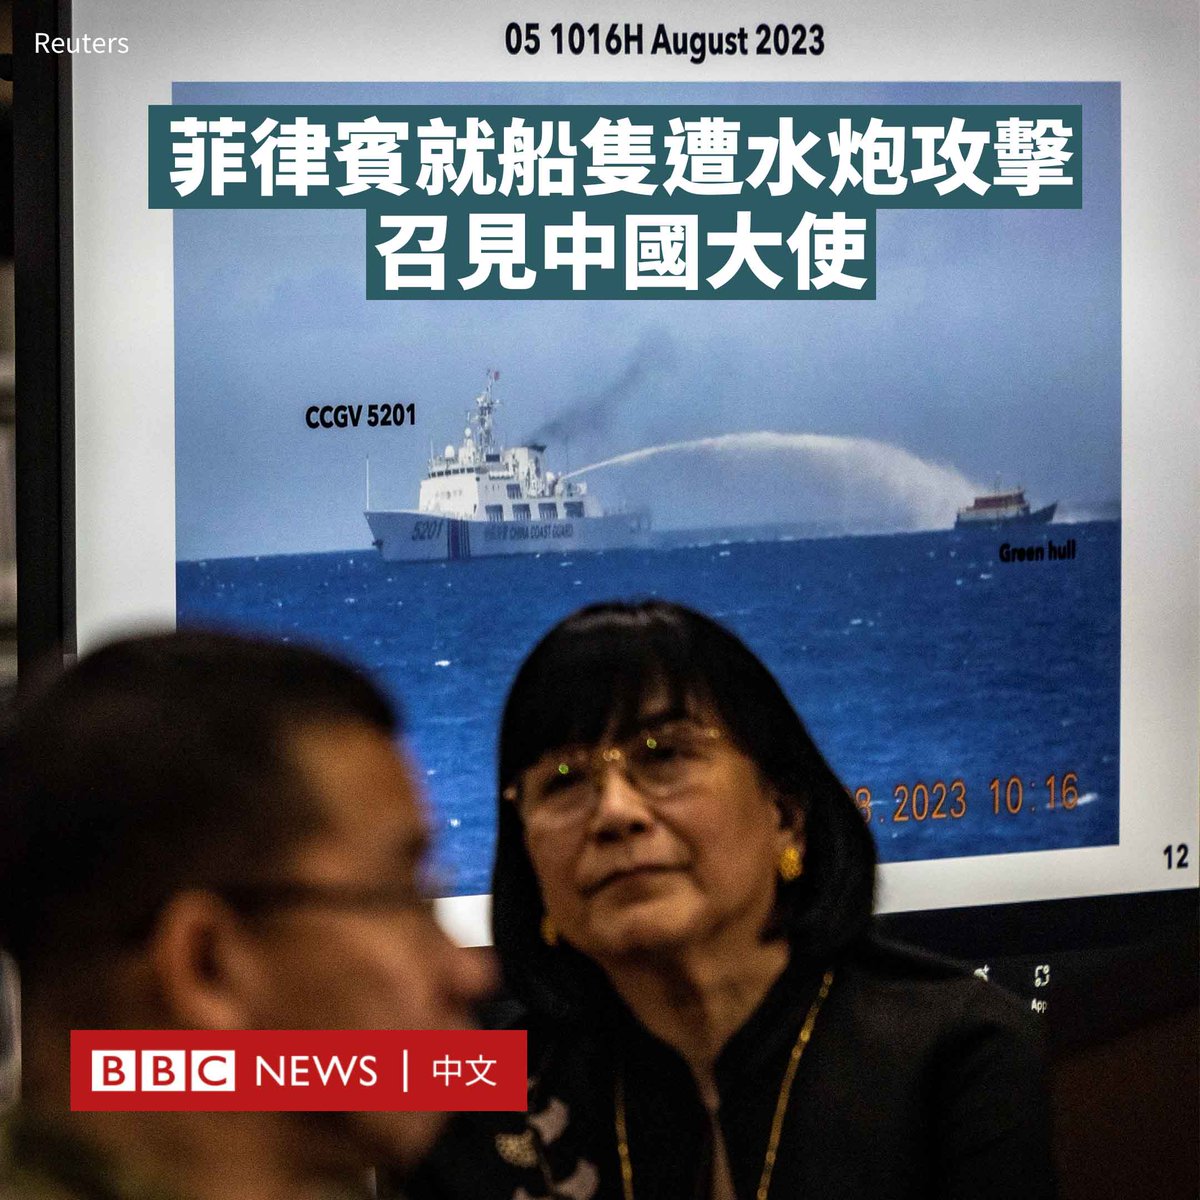 Reuters
05 1016H August 2023
菲律賓就船隻遭水炮攻擊
召見中國大使
CCGV 5201
5201
CHINA COAST GUARD
Green hull
8.2023 10:16
12
App
BBC NEWS | 中文